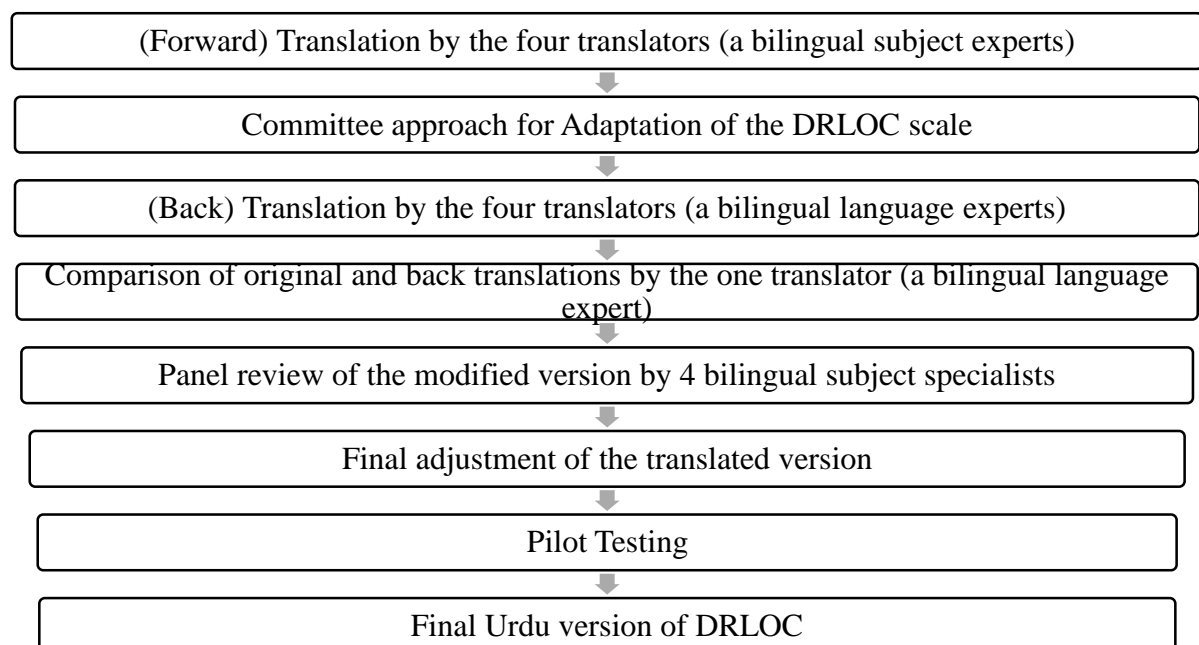 (Forward) Translation by the four translators (a bilingual subject experts)
Committee approach for Adaptation of the DRLOC scale
(Back) Translation by the four translators (a bilingual language experts)
Comparison of original and back translations by the one translator (a bilingual language
expert)
Panel review of the modified version by 4 bilingual subject specialists
Final adjustment of the translated version
Pilot Testing
Final Urdu version of DRLOC